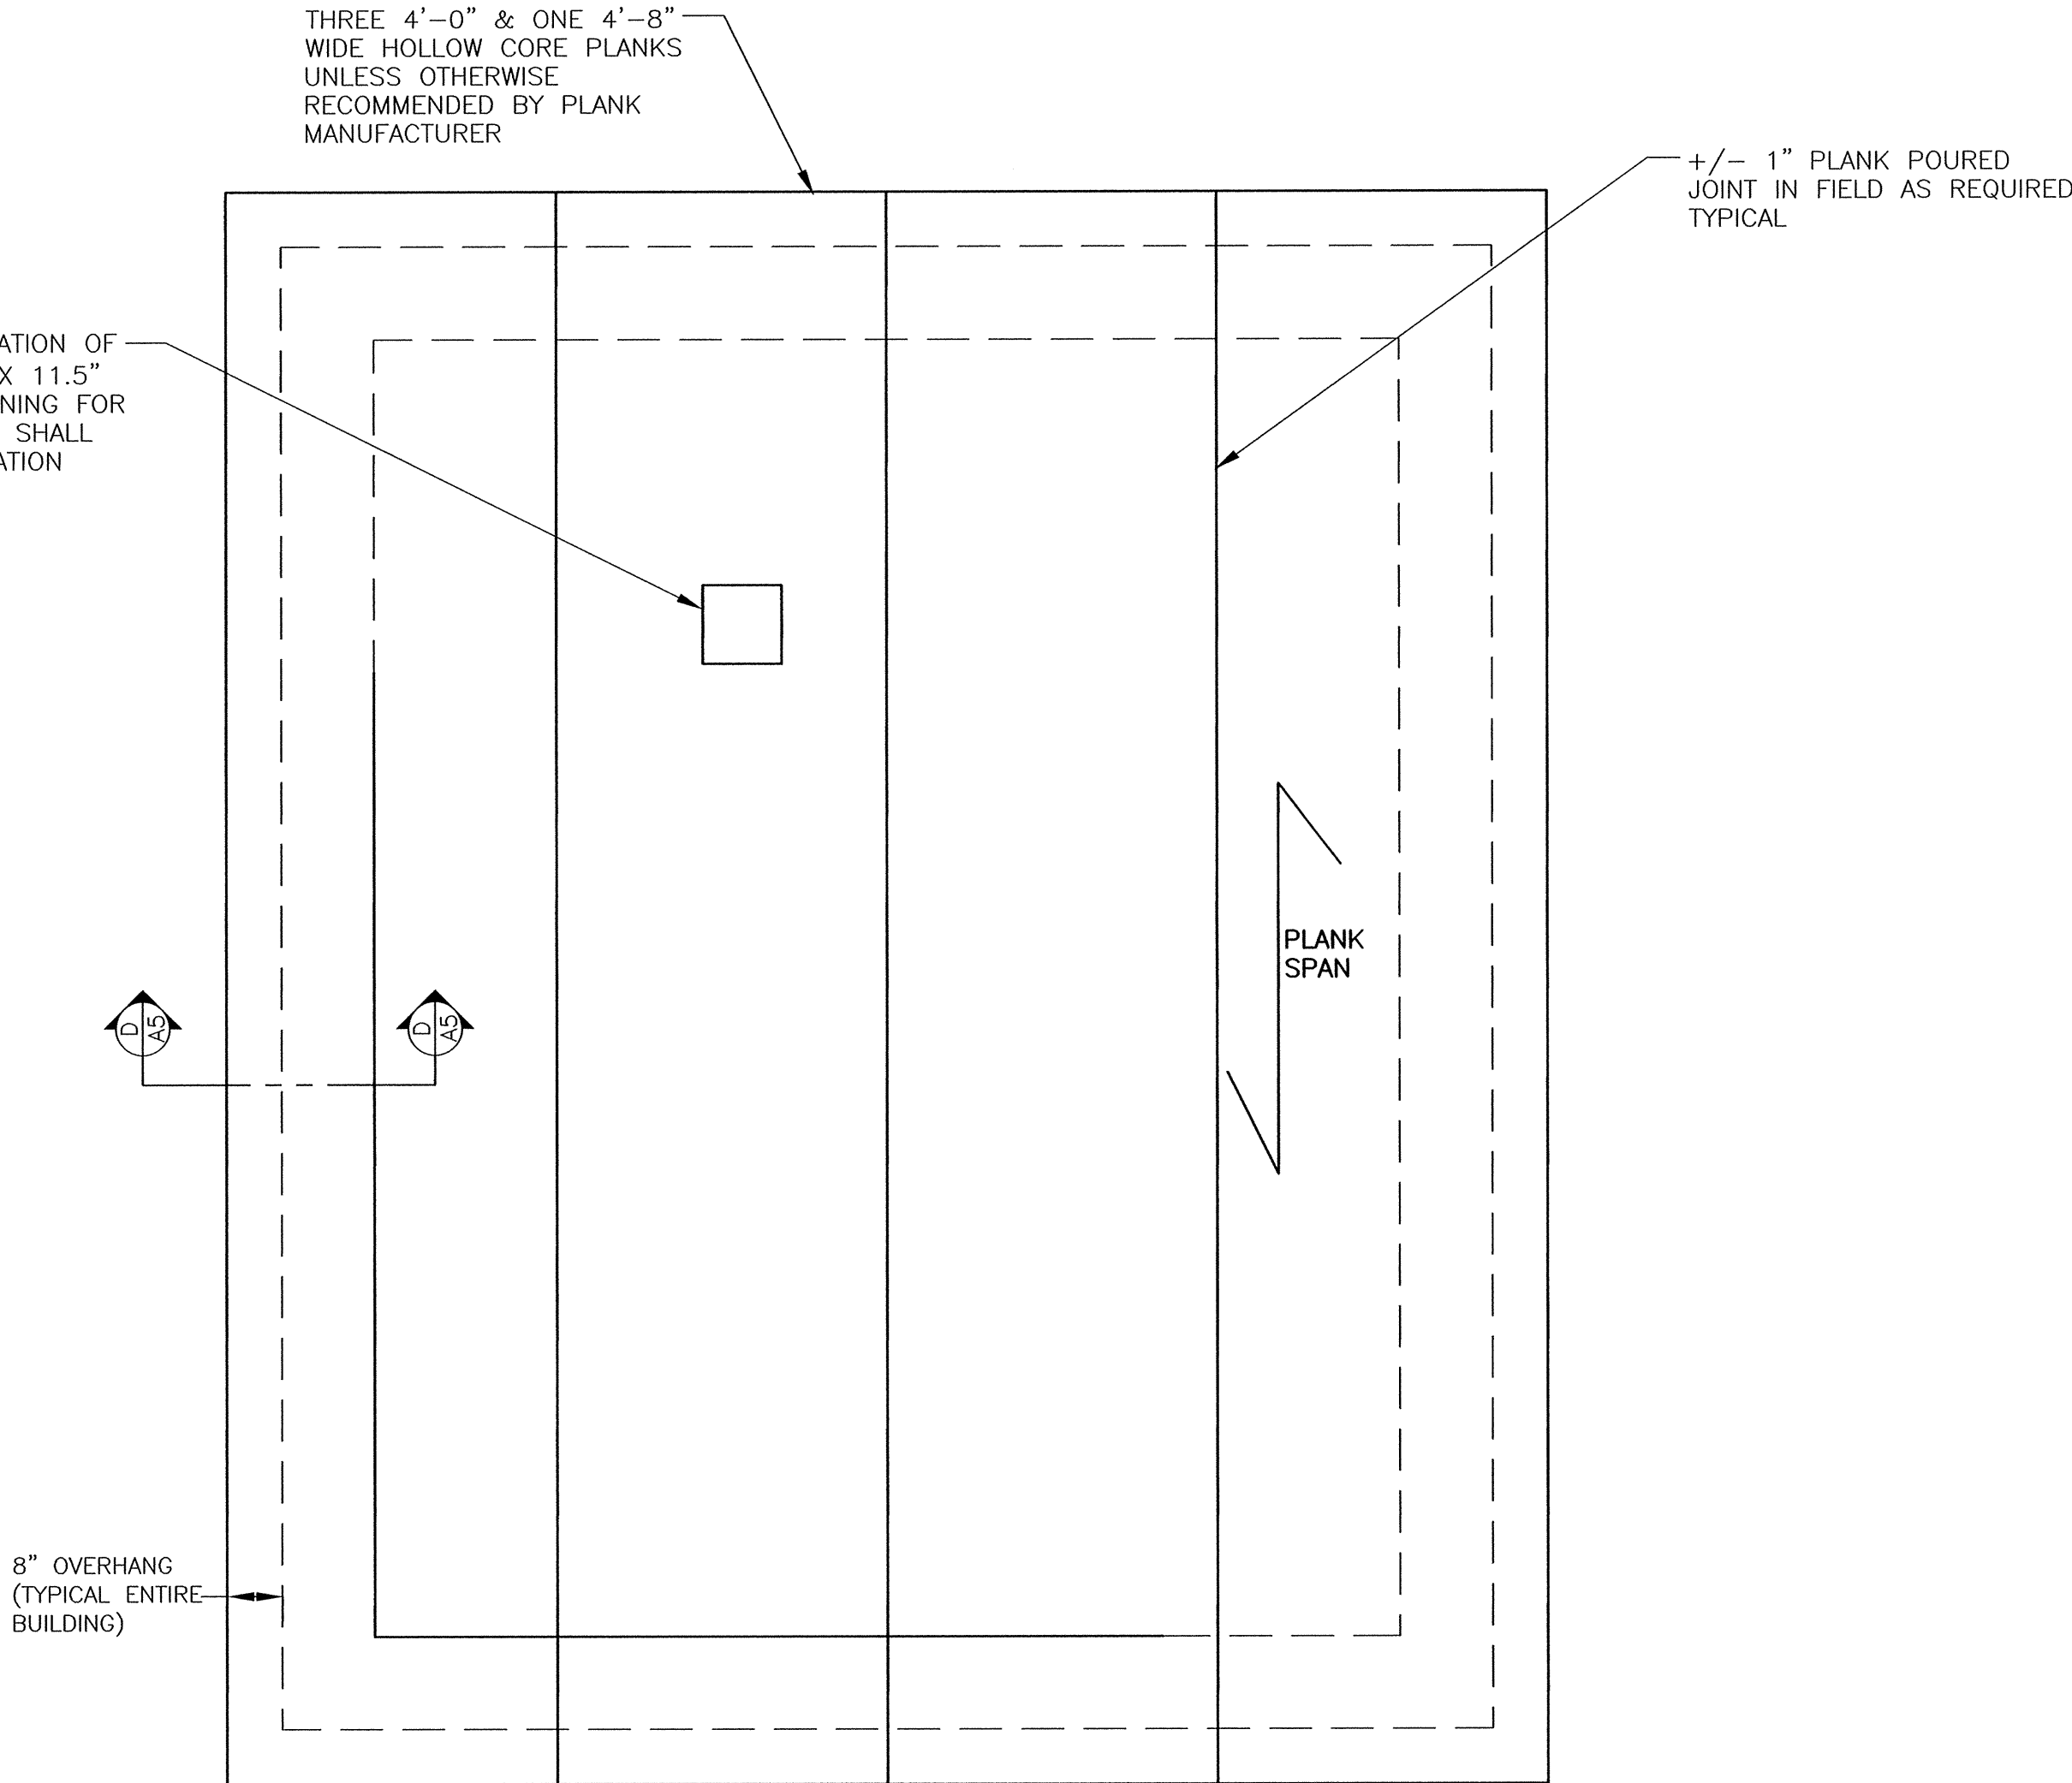 THREE 4'-0" & ONE 4'-8"
WIDE HOLLOW CORE PLANKS
UNLESS OTHERWISE
RECOMMENDED BY PLANK
MANUFACTURER
+/- 1" PLANK POURED
JOINT IN FIELD AS REQUIRED
TYPICAL
ATION OF
X 11.5"
NING FOR
SHALL
ATION
PLANK
SPAN
D
A5
D
A5
8" OVERHANG
(TYPICAL ENTIRE
BUILDING)